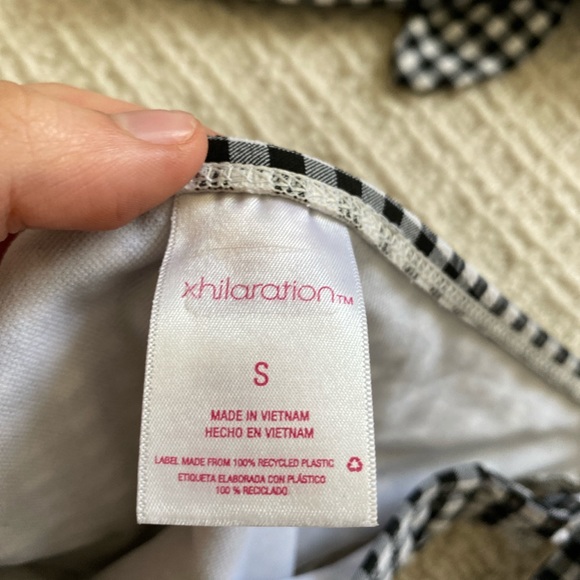 xhilaration™
S
MADE IN VIETNAM
HECHO EN VIETNAM
LABEL MADE FROM 100% RECYCLED PLASTIC
ETIQUETA ELABORADA CON PLÁSTICO
100 % RECICLADO